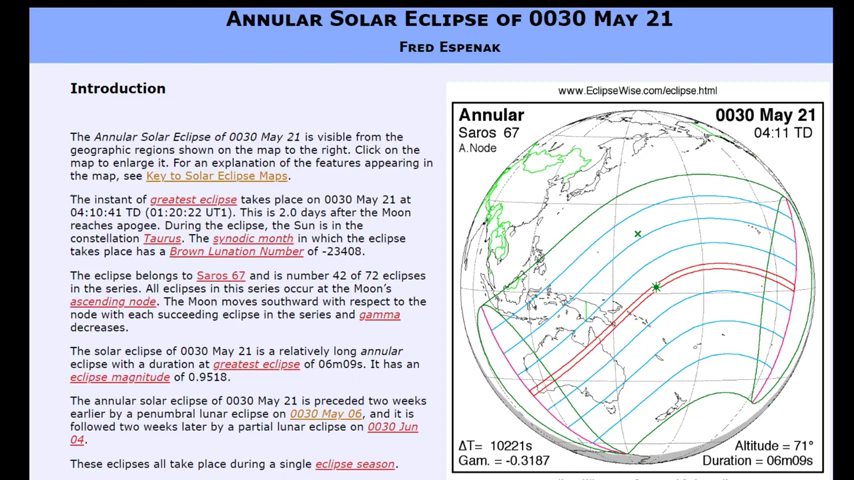 Annular Solar Eclipse of 0030 May 21
Fred Espenak
Introduction
The Annular Solar Eclipse of 0030 May 21 is visible from the
geographic regions shown on the map to the right. Click on the
map to enlarge it. For an explanation of the features appearing in
the map, see Key to Solar Eclipse Maps.
The instant of greatest eclipse takes place on 0030 May 21 at
04:10:41 TD (01:20:22 UT1). This is 2.0 days after the Moon
reaches apogee. During the eclipse, the Sun is in the
constellation Taurus. The synodic month in which the eclipse
takes place has a Brown Lunation Number of -23408.
The eclipse belongs to Saros 67 and is number 42 of 72 eclipses
in the series. All eclipses in this series occur at the Moon’s
ascending node. The Moon moves southward with respect to the
node with each succeeding eclipse in the series and gamma
decreases.
The solar eclipse of 0030 May 21 is a relatively long annular
eclipse with a duration at greatest eclipse of 06m09s. It has an
eclipse magnitude of 0.9518.
The annular solar eclipse of 0030 May 21 is preceded two weeks
earlier by a penumbral lunar eclipse on 0030 May 06, and it is
followed two weeks later by a partial lunar eclipse on 0030 Jun
04.
These eclipses all take place during a single eclipse season.
www.EclipseWise.com/eclipse.html
Annular
0030 May 21
Saros 67
04:11 TD
A.Node
ΔT= 10221s
Altitude = 71°
Gam. = -0.3187
Duration = 06m09s